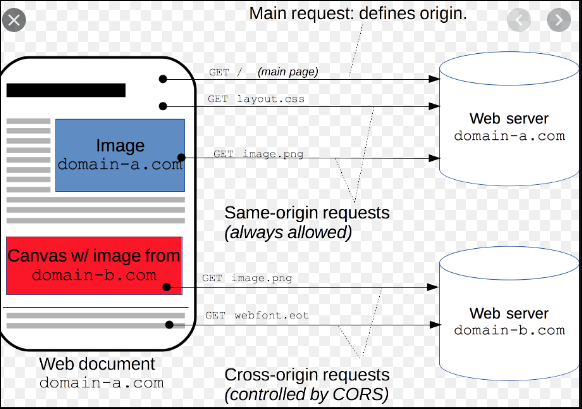 Main request: defines origin.
GET / (main page)
GET layout.css
Image
domain-a.com
GET image.png
Web server
domain-a.com
Same-origin requests
(always allowed)
Canvas w/ image from
domain-b.com
GET image.png
GET webfont.eot
Web server
domain-b.com
Web document
domain-a.com
Cross-origin requests
(controlled by CORS)